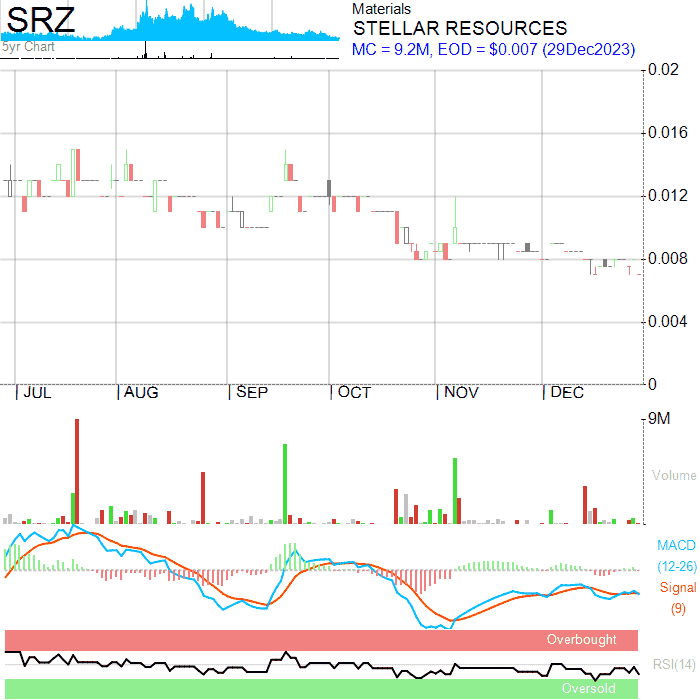 SRZ
5yr Chart
Materials
STELLAR RESOURCES
MC = 9.2M, EOD = $0.007 (29Dec2023)
0.02
0.016
0.012
0.008
0.004
0
JUL AUG SEP OCT NOV DEC
9M
Volume
MACD
(12-26)
Signal
(9)
Overbought
RSI(14)
Oversold